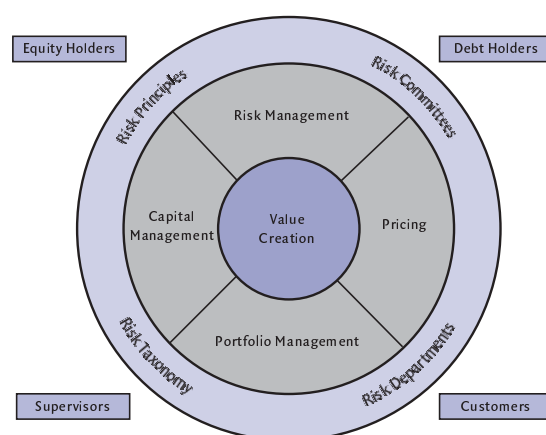 Equity Holders
Debt Holders
Risk Principles
Risk Committees
Risk Management
Capital
Management
Value
Creation
Pricing
Portfolio Management
Risk Taxonomy
Risk Departments
Supervisors
Customers